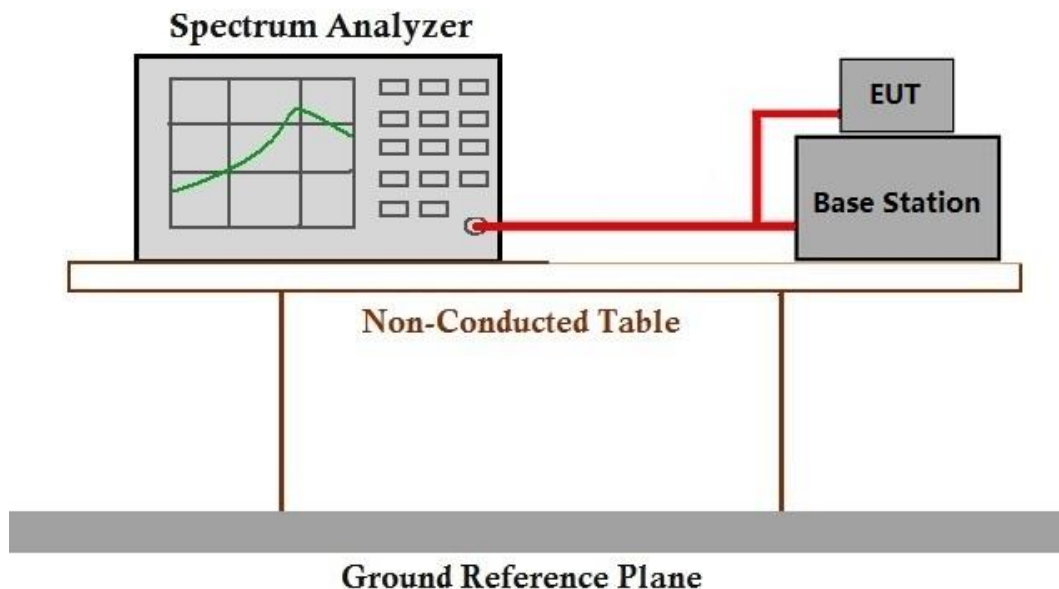 Spectrum Analyzer
EUT
Base Station
Non-Conducted Table
Ground Reference Plane